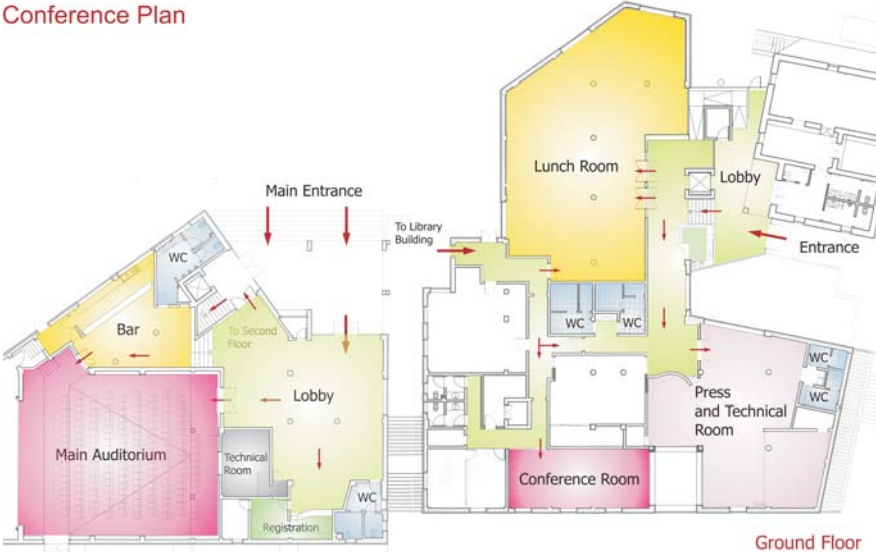 Conference Plan
Main Entrance
Lunch Room
Lobby
Entrance
To Library
Building
WC
Bar
To Second
Floor
Lobby
WC
WC
WC
WC
Press
and Technical
Room
Main Auditorium
Technical
Room
WC
Registration
Conference Room
Ground Floor